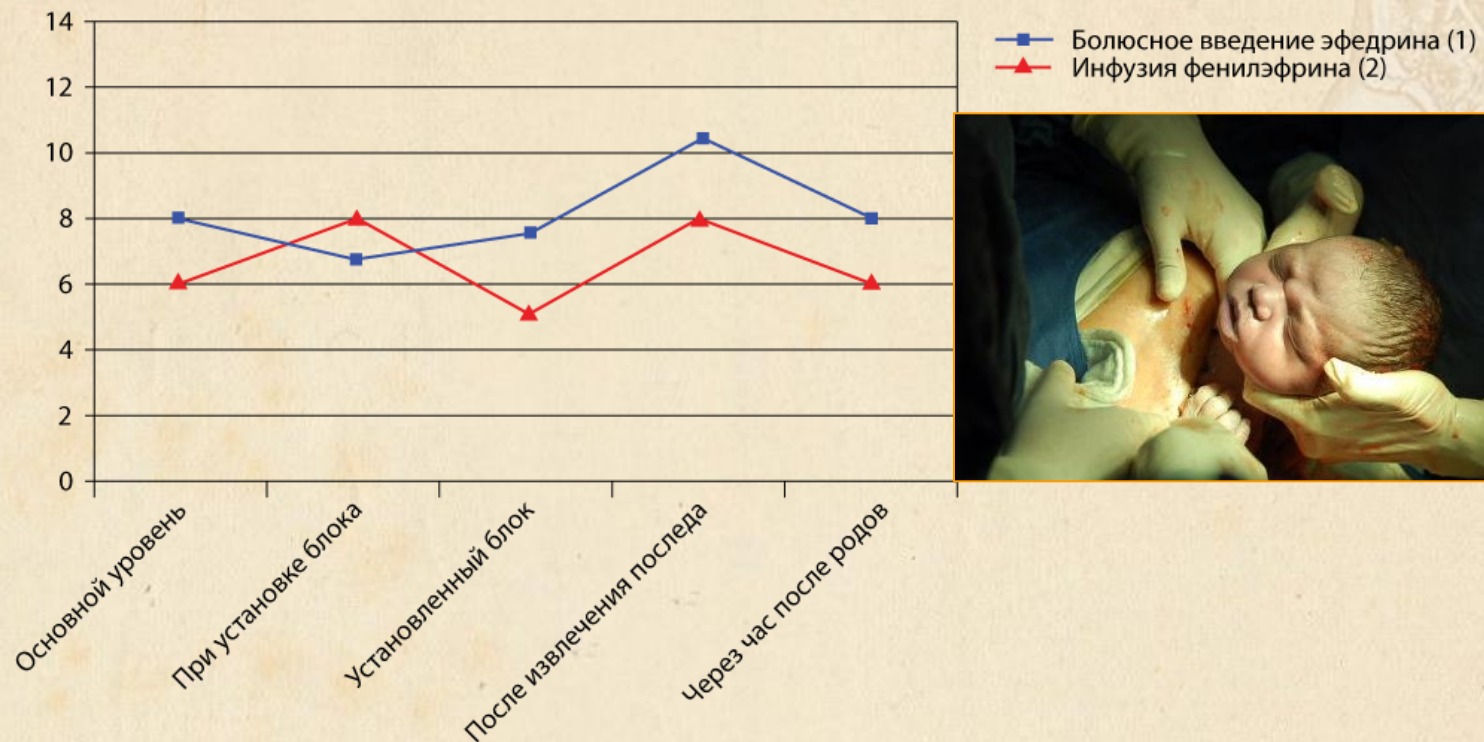 14
12
10
8
6
4
2
0
Болюсное введение эфедрина (1)
Инфузия фенилэфрина (2)
Основной уровень
При установке блока
Установленный блок
После извлечения последа
Через час после родов